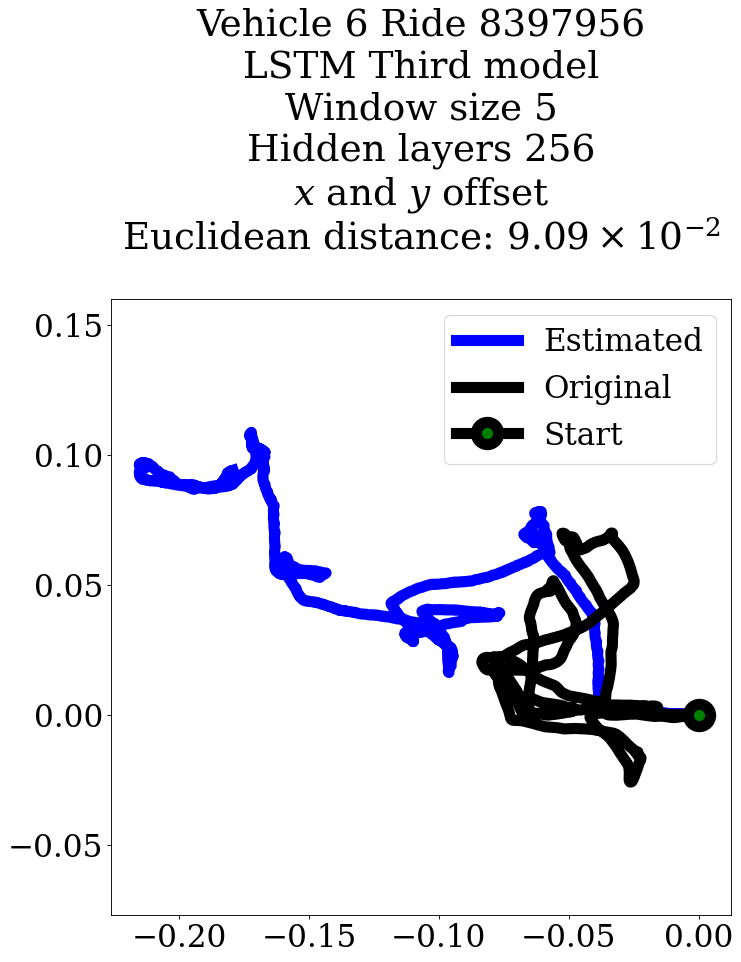 Vehicle 6 Ride 8397956
LSTM Third model
Window size 5
Hidden layers 256
x and y offset
Euclidean distance: 9.09 × 10⁻²
Estimated
Original
Start
0.15
0.10
0.05
0.00
−0.05
−0.20 −0.15 −0.10 −0.05 0.00